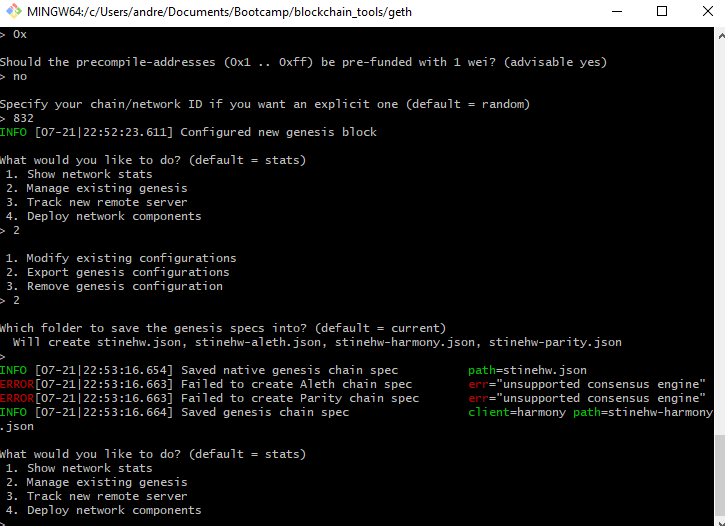 MINGW64:/c/Users/andre/Documents/Bootcamp/blockchain_tools/geth
> 0x
Should the precompile-addresses (0x1 .. 0xff) be pre-funded with 1 wei? (advisable yes)
> no
Specify your chain/network ID if you want an explicit one (default = random)
> 832
INFO [07-21|22:52:23.611] Configured new genesis block
What would you like to do? (default = stats)
1. Show network stats
2. Manage existing genesis
3. Track new remote server
4. Deploy network components
> 2
1. Modify existing configurations
2. Export genesis configurations
3. Remove genesis configuration
> 2
Which folder to save the genesis specs into? (default = current)
Will create stinehw.json, stinehw-aleth.json, stinehw-harmony.json, stinehw-parity.json
>
INFO [07-21|22:53:16.654] Saved native genesis chain spec path=stinehw.json
ERROR[07-21|22:53:16.663] Failed to create Aleth chain spec err="unsupported consensus engine"
ERROR[07-21|22:53:16.663] Failed to create Parity chain spec err="unsupported consensus engine"
INFO [07-21|22:53:16.664] Saved genesis chain spec client=harmony path=stinehw-harmony
.json
What would you like to do? (default = stats)
1. Show network stats
2. Manage existing genesis
3. Track new remote server
4. Deploy network components
>